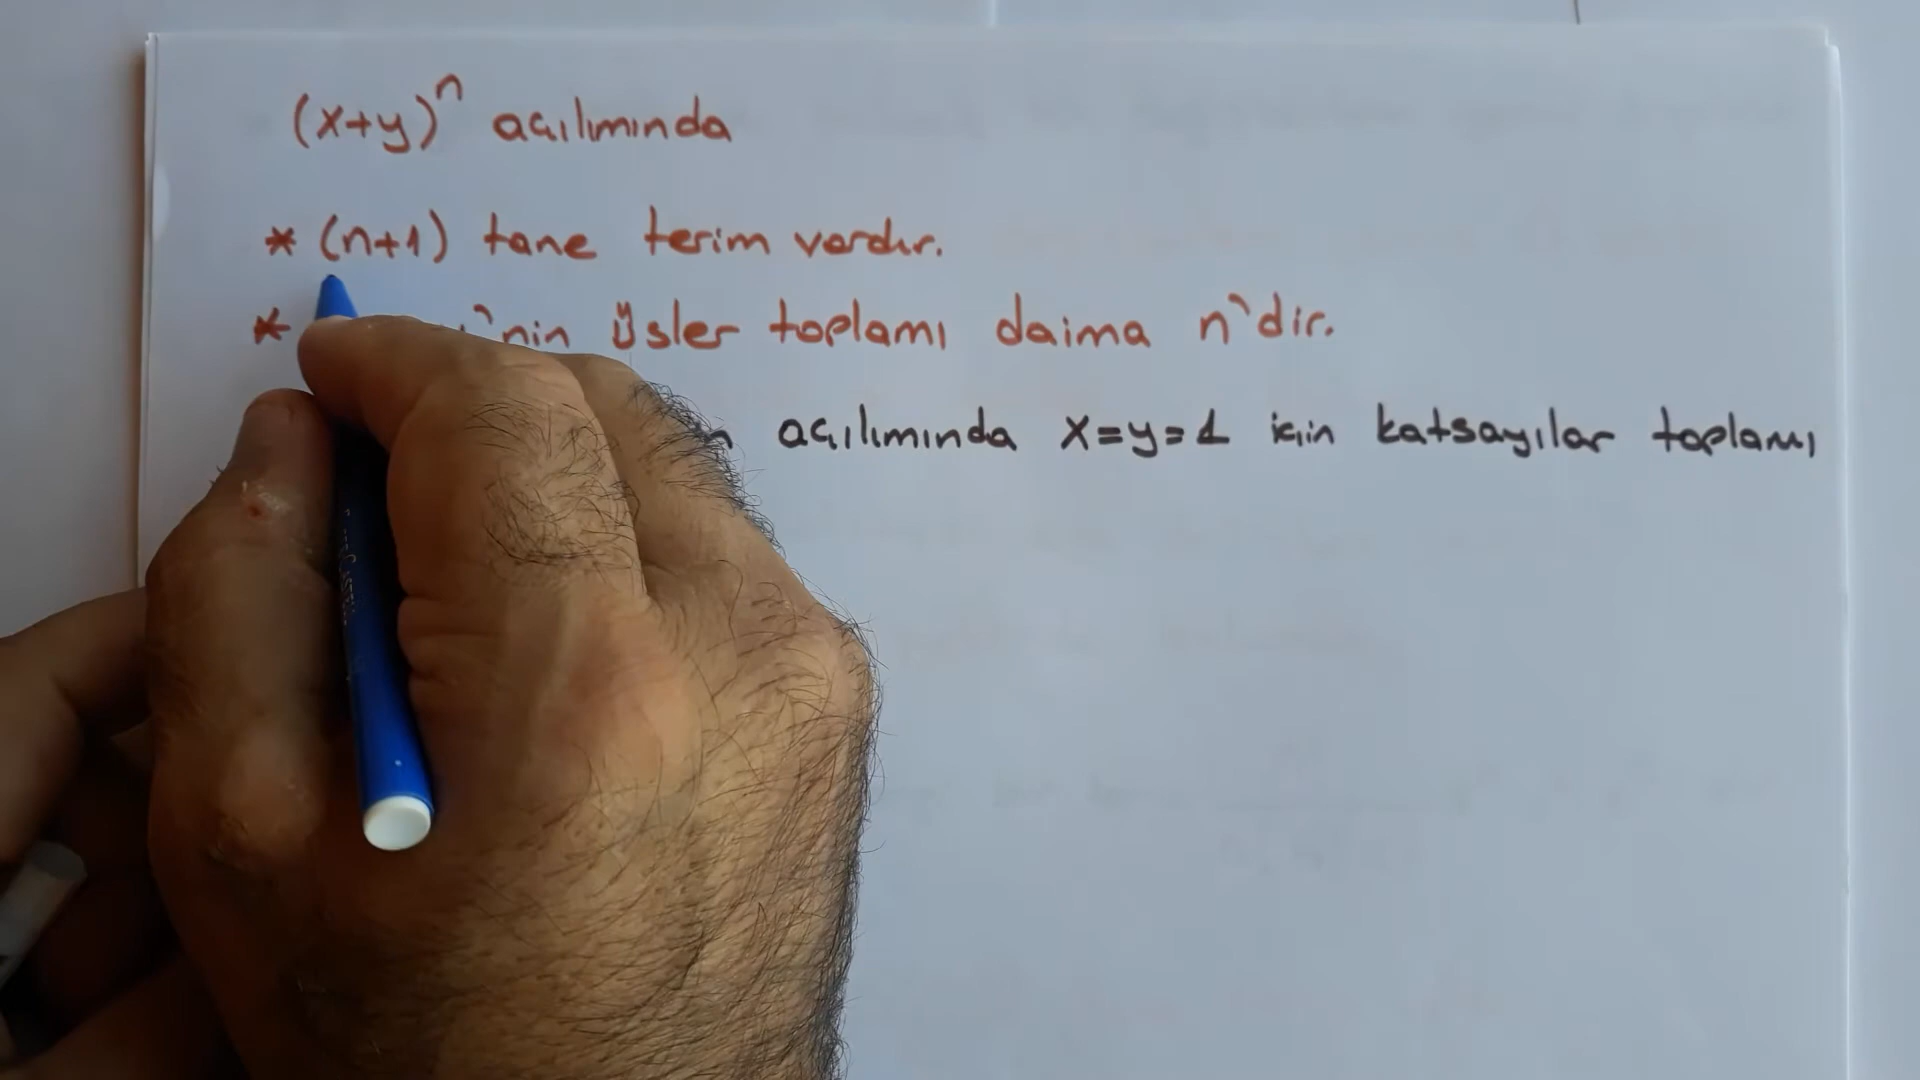 (x+y)ⁿ açılımında
* (n+1) tane terim vardır.
* y'nin üsler toplamı daima n'dir.
açılımında x=y=1 için katsayılar toplamı